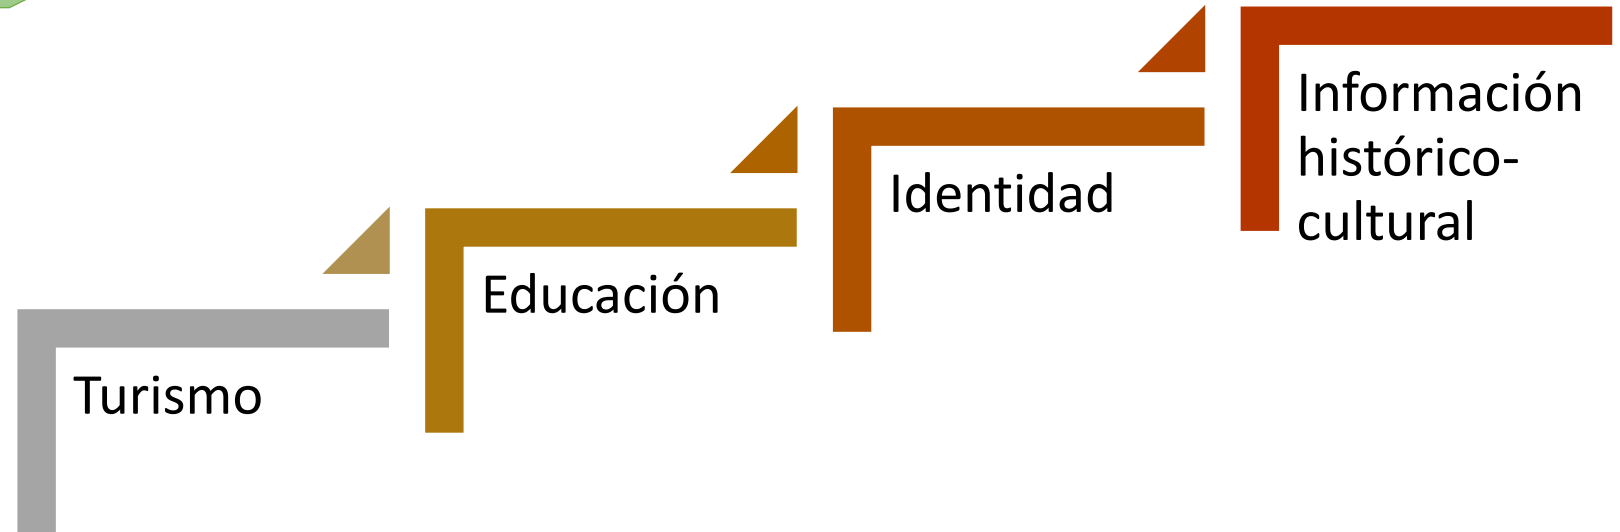 Turismo
Educación
Identidad
Información
histórico-
cultural